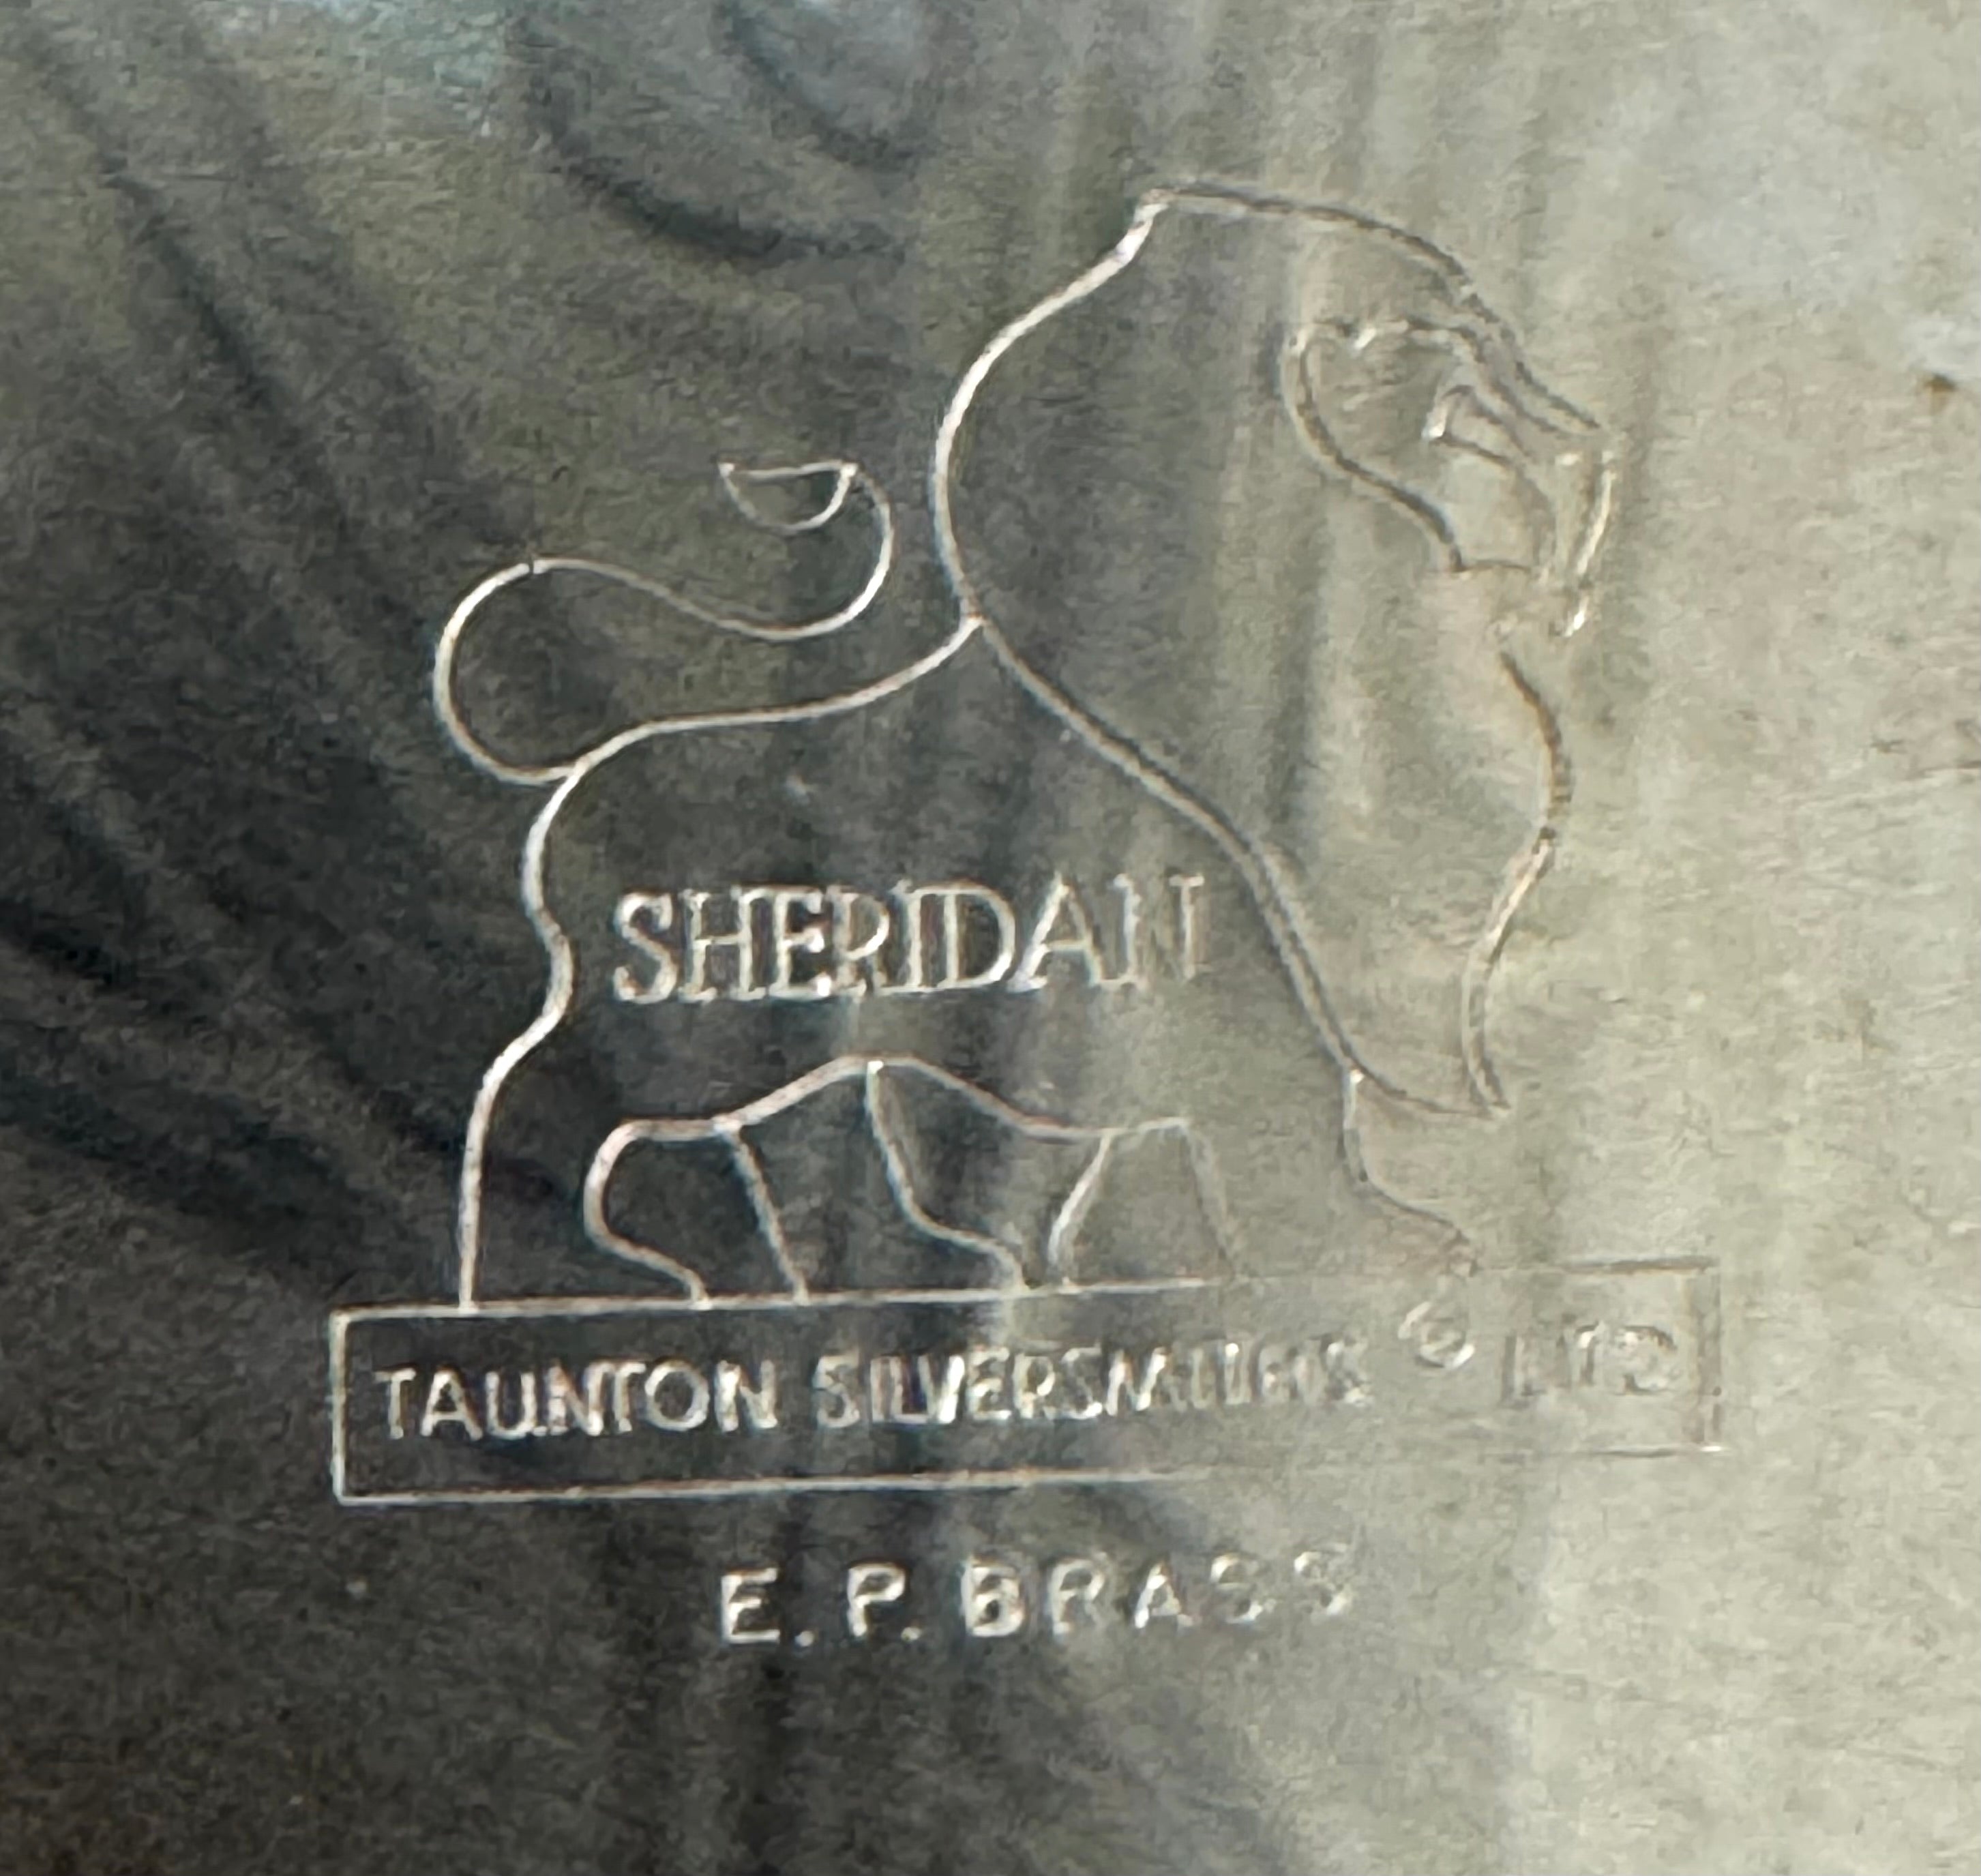 SHERIDAN
TAUNTON SILVERSMITHS © LTD
E.P. BRASS